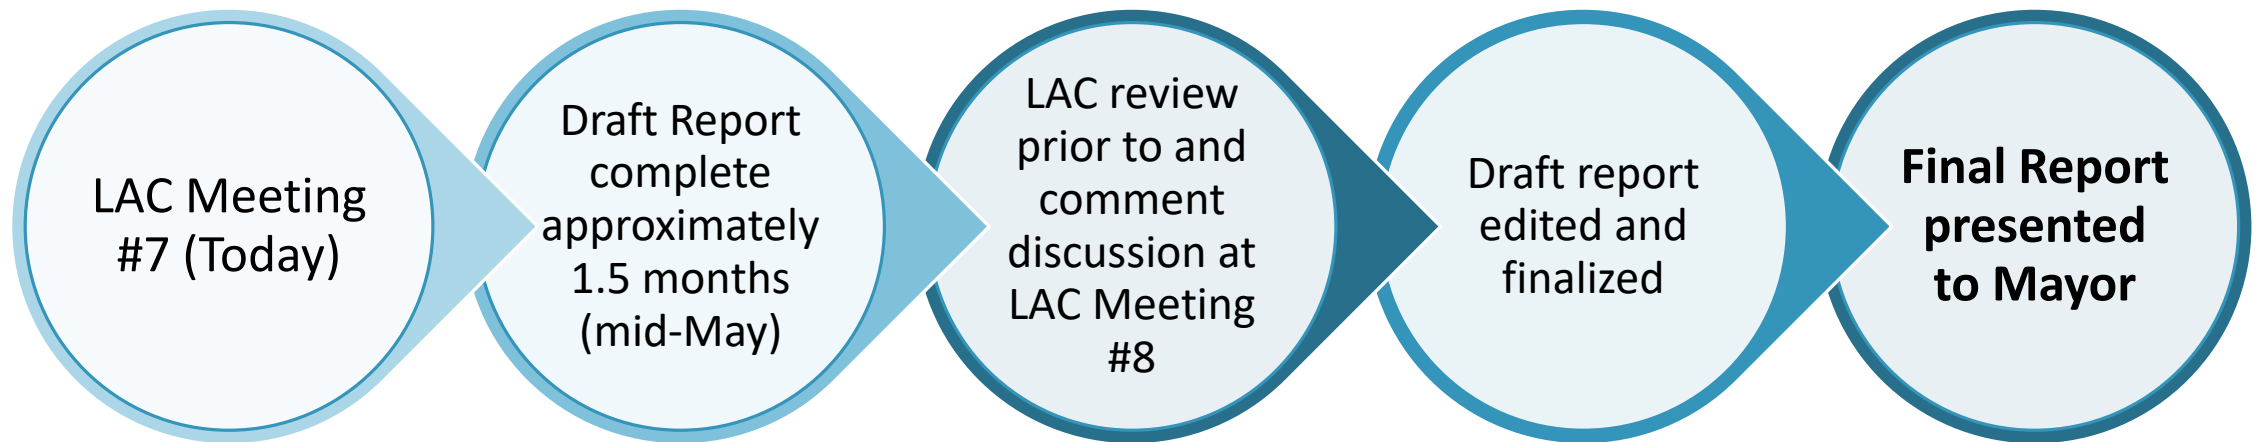 LAC Meeting
#7 (Today)
Draft Report
complete
approximately
1.5 months
(mid-May)
LAC review
prior to and
comment
discussion at
LAC Meeting
#8
Draft report
edited and
finalized
Final Report
presented
to Mayor